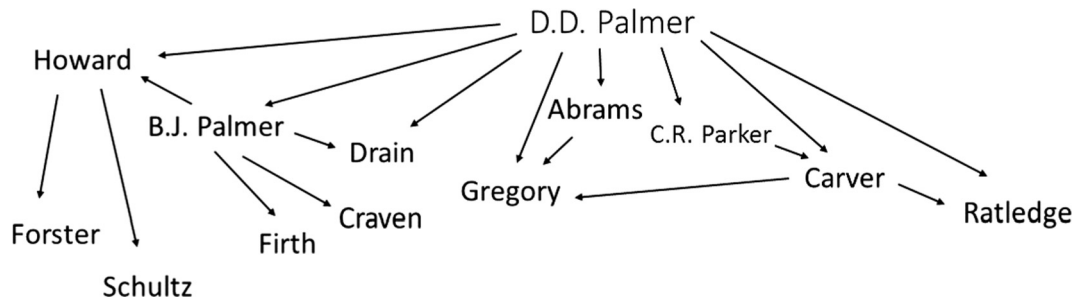 D.D. Palmer
Howard
Abrams
B.J. Palmer
C.R. Parker
Drain
Carver
Gregory
Craven
Ratledge
Forster
Firth
Schultz